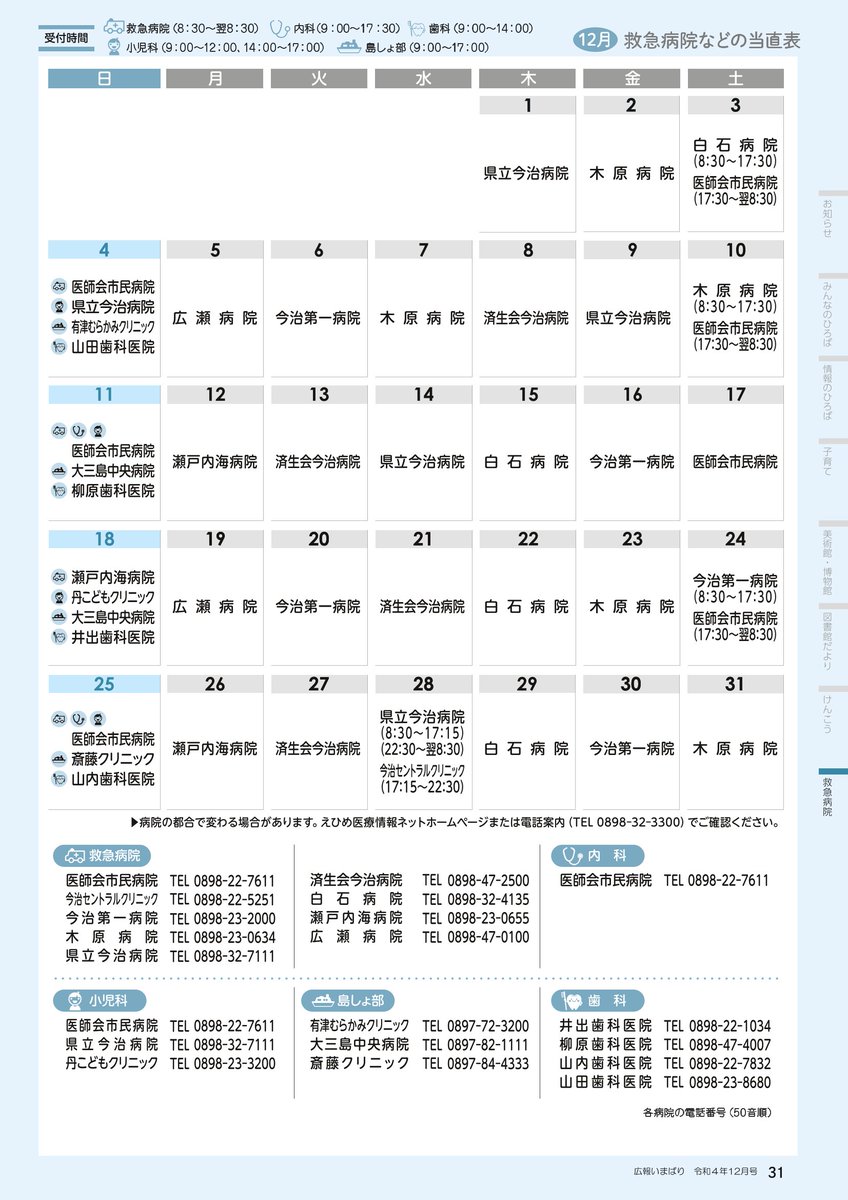 受付時間
救急病院（8：30〜翌8：30） 内科（9：00〜17：30） 歯科（9：00〜14：00）
小児科（9：00〜12：00、14：00〜17：00） 島しょ部（9：00〜17：00）
12月 救急病院などの当直表
日 月 火 水 木 金 土
1
県立今治病院
2
木原病院
3
白石病院
(8:30〜17:30)
医師会市民病院
(17:30〜翌8:30)
4
医師会市民病院
県立今治病院
有津むらかみクリニック
山田歯科医院
5
広瀬病院
6
今治第一病院
7
木原病院
8
済生会今治病院
9
県立今治病院
10
木原病院
(8:30〜17:30)
医師会市民病院
(17:30〜翌8:30)
11
医師会市民病院
大三島中央病院
柳原歯科医院
12
瀬戸内海病院
13
済生会今治病院
14
県立今治病院
15
白石病院
16
今治第一病院
17
医師会市民病院
18
瀬戸内海病院
丹こどもクリニック
大三島中央病院
井出歯科医院
19
広瀬病院
20
今治第一病院
21
済生会今治病院
22
白石病院
23
木原病院
24
今治第一病院
(8:30〜17:30)
医師会市民病院
(17:30〜翌8:30)
25
医師会市民病院
斎藤クリニック
山内歯科医院
26
瀬戸内海病院
27
済生会今治病院
28
県立今治病院
(8:30〜17:15)
(22:30〜翌8:30)
今治セントラルクリニック
(17:15〜22:30)
29
白石病院
30
今治第一病院
31
木原病院
▶病院の都合で変わる場合があります。えひめ医療情報ネットホームページまたは電話案内（TEL 0898-32-3300）でご確認ください。
救急病院
医師会市民病院 TEL 0898-22-7611
今治セントラルクリニック TEL 0898-22-5251
今治第一病院 TEL 0898-23-2000
木原病院 TEL 0898-23-0634
県立今治病院 TEL 0898-32-7111
済生会今治病院 TEL 0898-47-2500
白石病院 TEL 0898-32-4135
瀬戸内海病院 TEL 0898-23-0655
広瀬病院 TEL 0898-47-0100
内科
医師会市民病院 TEL 0898-22-7611
小児科
医師会市民病院 TEL 0898-22-7611
県立今治病院 TEL 0898-32-7111
丹こどもクリニック TEL 0898-23-3200
島しょ部
有津むらかみクリニック TEL 0897-72-3200
大三島中央病院 TEL 0897-82-1111
斎藤クリニック TEL 0897-84-4333
歯科
井出歯科医院 TEL 0898-22-1034
柳原歯科医院 TEL 0898-47-4007
山内歯科医院 TEL 0898-22-7832
山田歯科医院 TEL 0898-23-8680
各病院の電話番号（50音順）
お知らせ
みんなのひろば
情報のひろば
子育て
美術館・博物館
図書館だより
けんこう
救急病院
広報いまばり 令和4年12月号 31